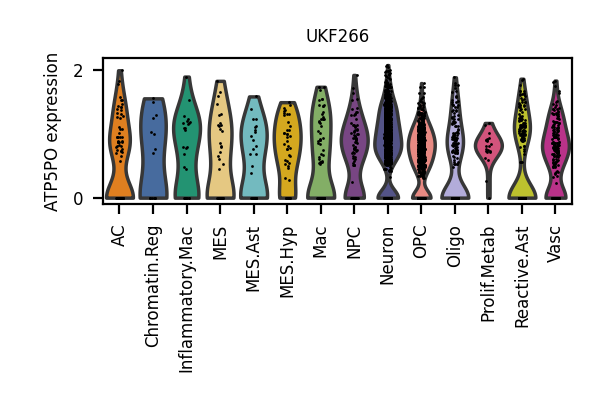 UKF266
ATP5PO expression
2
0
AC
Chromatin.Reg
Inflammatory.Mac
MES
MES.Ast
MES.Hyp
Mac
NPC
Neuron
OPC
Oligo
Prolif.Metab
Reactive.Ast
Vasc